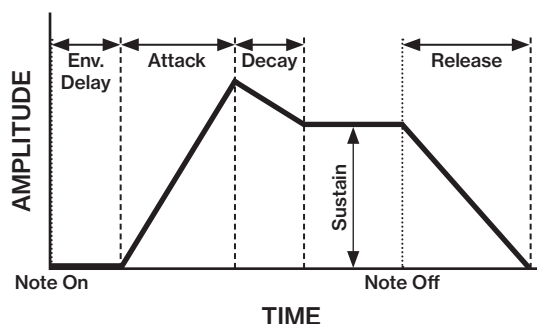 Env.
Delay
Attack
Decay
Release
AMPLITUDE
Sustain
Note On
Note Off
TIME